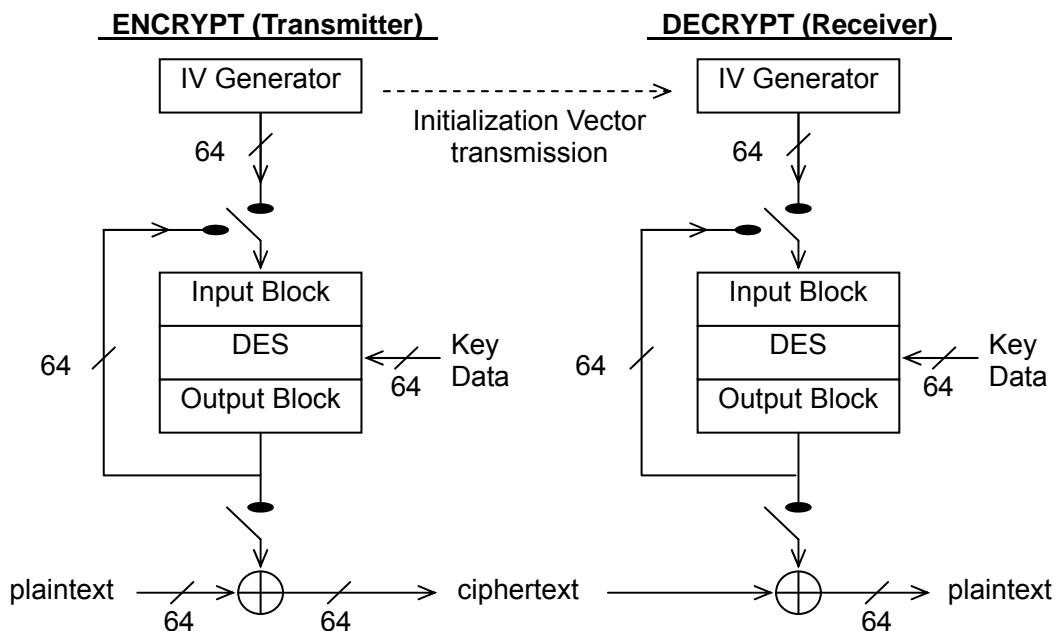 ENCRYPT (Transmitter)
DECRYPT (Receiver)
IV Generator
IV Generator
Initialization Vector
transmission
64
64
Input Block
DES
Output Block
64
Key
Data
64
Input Block
DES
Output Block
64
Key
Data
64
plaintext
64
64
ciphertext
64
plaintext